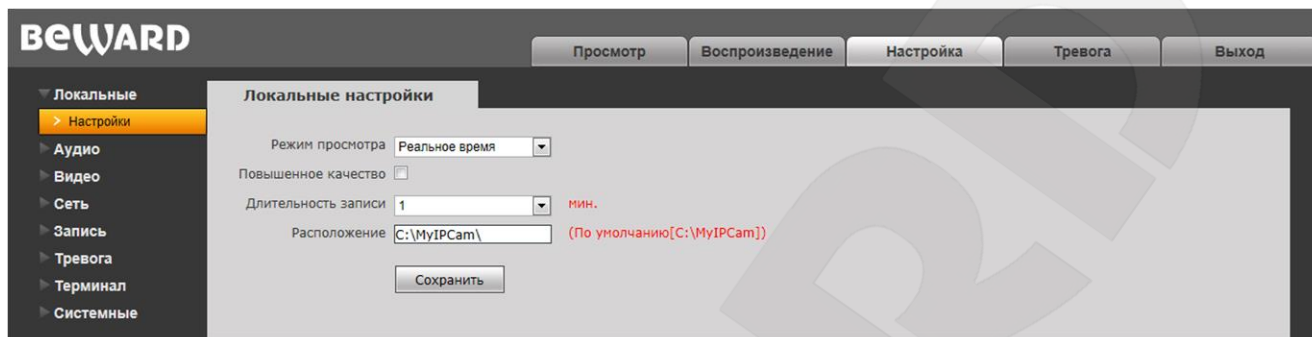 BEWARD
Просмотр Воспроизведение Настройка Тревога Выход
Локальные
> Настройки
Аудио
Видео
Сеть
Запись
Тревога
Терминал
Системные
Локальные настройки
Режим просмотра Реальное время
Повышенное качество
Длительность записи 1 мин.
Расположение C:\MyIPCam\ (По умолчанию[C:\MyIPCam])
Сохранить